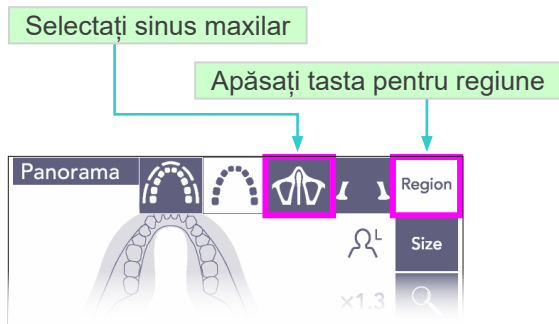 Selectați sinus maxilar
Apăsați tasta pentru regiune
Panorama
Region
L
Size
×1.3